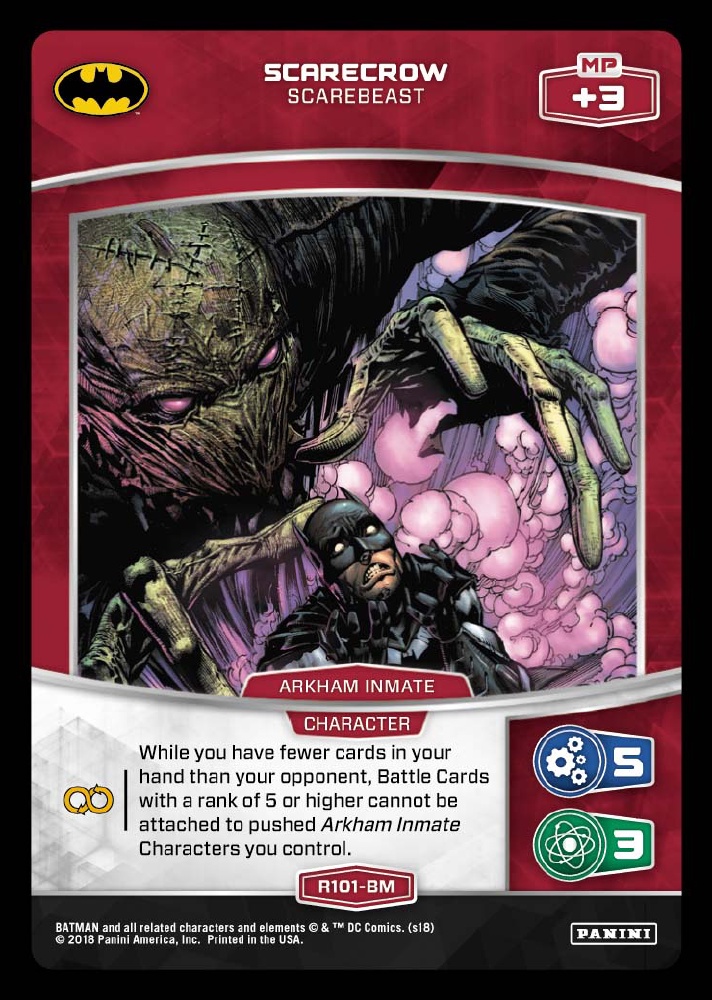 SCARECROW
SCAREBEAST
MP
+3
ARKHAM INMATE
CHARACTER
While you have fewer cards in your
hand than your opponent, Battle Cards
with a rank of 5 or higher cannot be
attached to pushed Arkham Inmate
Characters you control.
5
3
R101-BM
BATMAN and all related characters and elements © & ™ DC Comics. (s18)
© 2018 Panini America, Inc. Printed in the USA.
PANINI